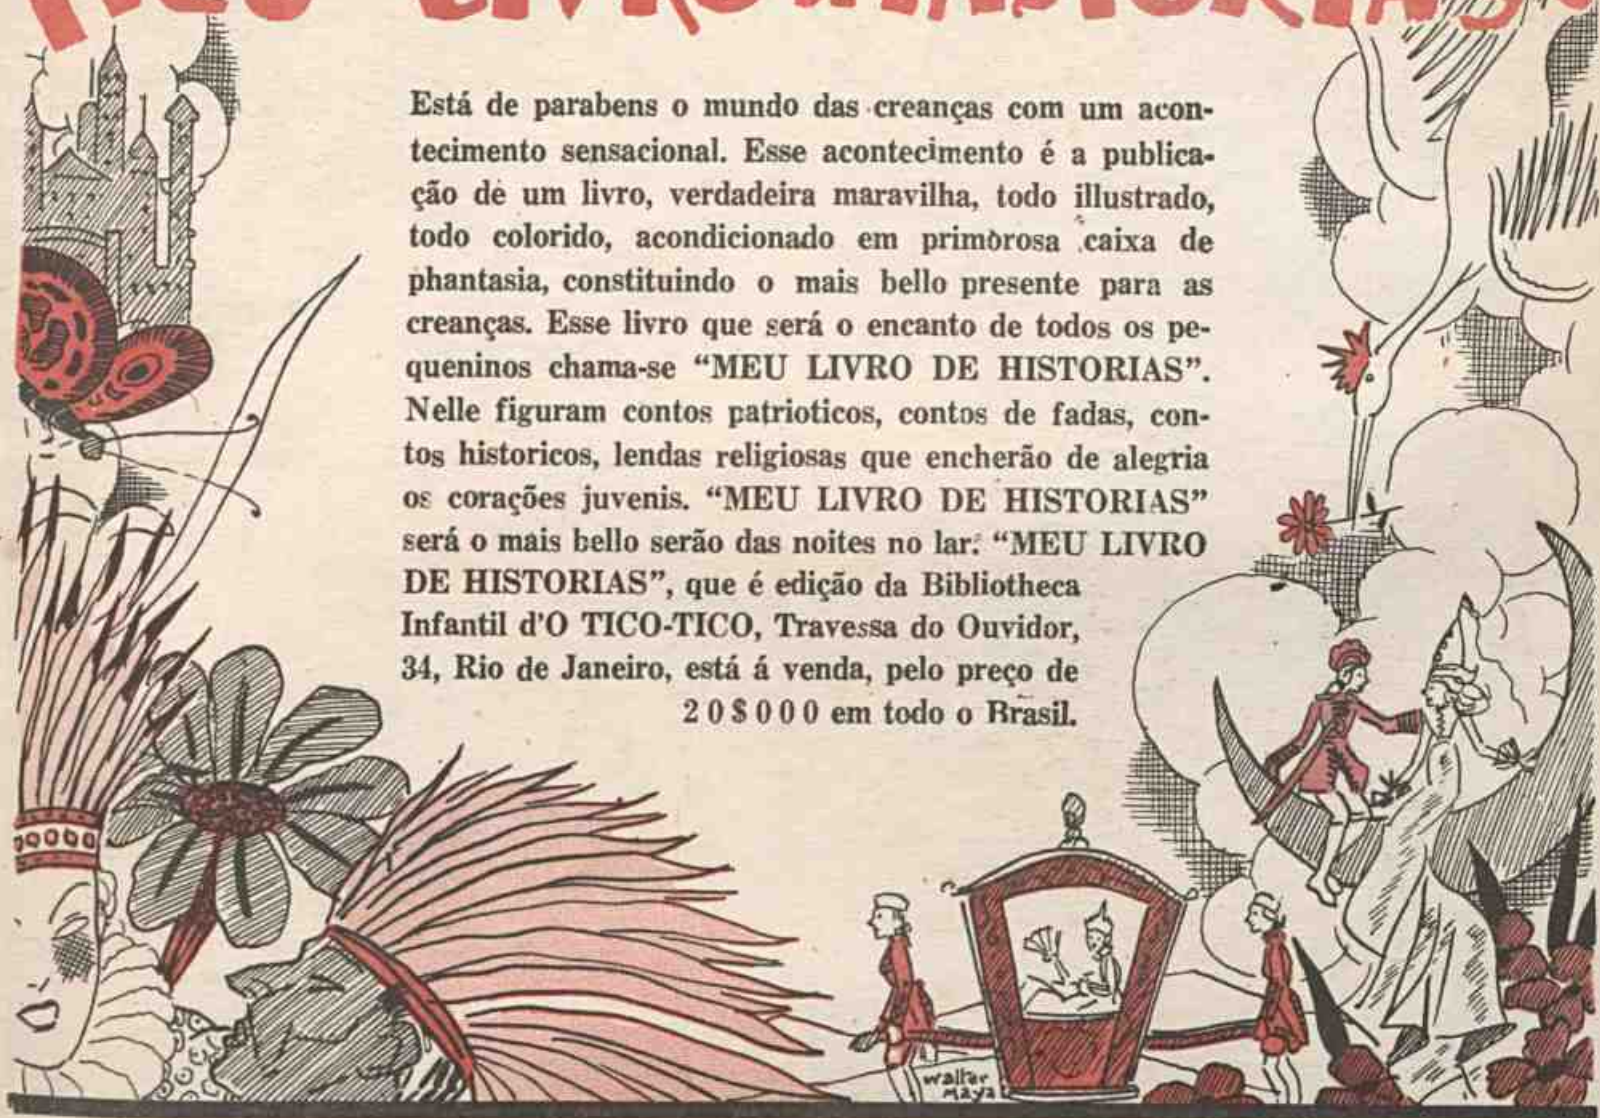 MEU LIVRO DE HISTORIAS
Está de parabens o mundo das creanças com um acon-
tecimento sensacional. Esse acontecimento é a publica-
ção de um livro, verdadeira maravilha, todo illustrado,
todo colorido, acondicionado em primorosa caixa de
phantasia, constituindo o mais bello presente para as
creanças. Esse livro que será o encanto de todos os pe-
queninos chama-se “MEU LIVRO DE HISTORIAS”.
Nelle figuram contos patrioticos, contos de fadas, con-
tos historicos, lendas religiosas que encherão de alegria
os corações juvenis. “MEU LIVRO DE HISTORIAS”
será o mais bello serão das noites no lar. “MEU LIVRO
DE HISTORIAS”, que é edição da Bibliotheca
Infantil d'O TICO-TICO, Travessa do Ouvidor,
34, Rio de Janeiro, está á venda, pelo preço de
20$000 em todo o Brasil.
Walter
Maya